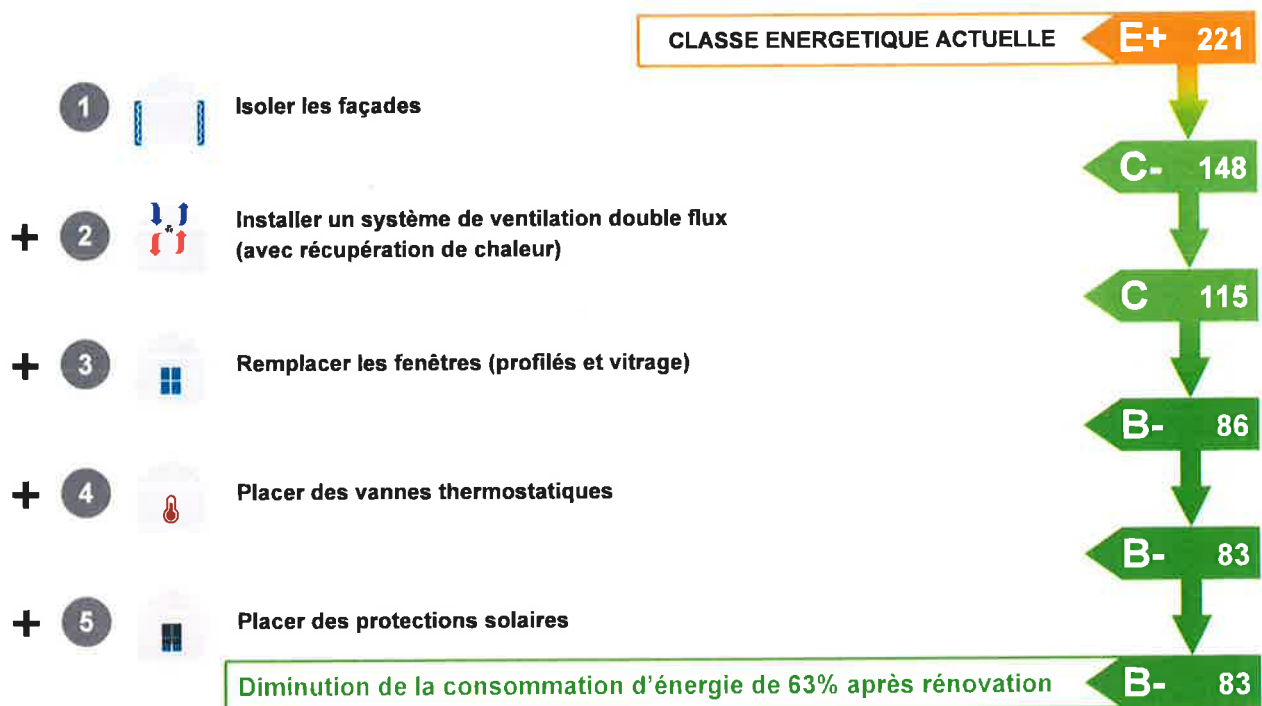 CLASSE ENERGETIQUE ACTUELLE E+ 221
1 Isoler les façades
C- 148
+ 2 Installer un système de ventilation double flux
(avec récupération de chaleur)
C 115
+ 3 Remplacer les fenêtres (profilés et vitrage)
B- 86
+ 4 Placer des vannes thermostatiques
B- 83
+ 5 Placer des protections solaires
Diminution de la consommation d'énergie de 63% après rénovation B- 83